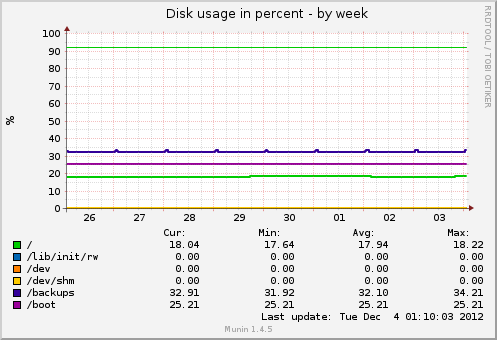 Disk usage in percent - by week
RRDTOOL / TOBI OETIKER
100
90
80
70
60
50
40
30
20
10
0
%
26 27 28 29 30 01 02 03
Cur: Min: Avg: Max:
/ 18.04 17.64 17.94 18.22
/lib/init/rw 0.00 0.00 0.00 0.00
/dev 0.00 0.00 0.00 0.00
/dev/shm 0.00 0.00 0.00 0.00
/backups 32.91 31.92 32.10 34.21
/boot 25.21 25.21 25.21 25.21
Last update: Tue Dec 4 01:10:03 2012
Munin 1.4.5